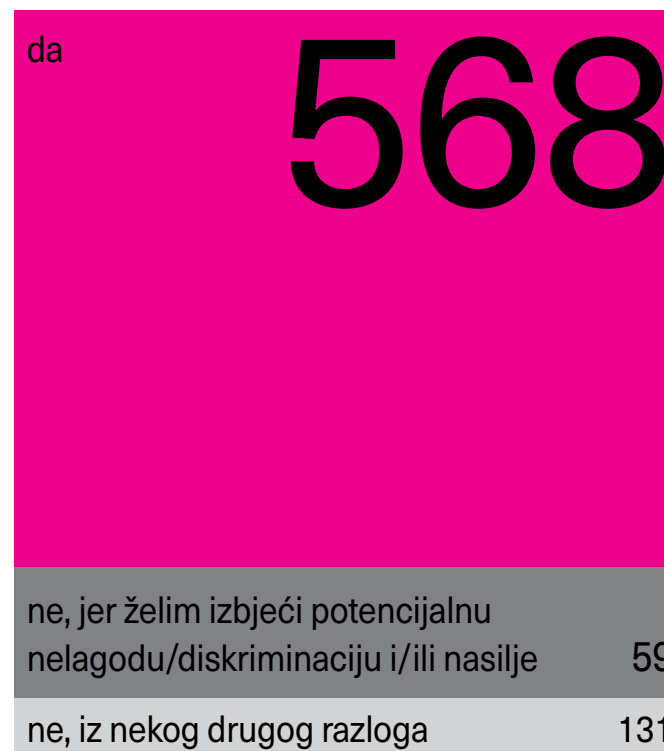 da 568
ne, jer želim izbjeći potencijalnu
nelagodu/diskriminaciju i/ili nasilje 59
ne, iz nekog drugog razloga 131